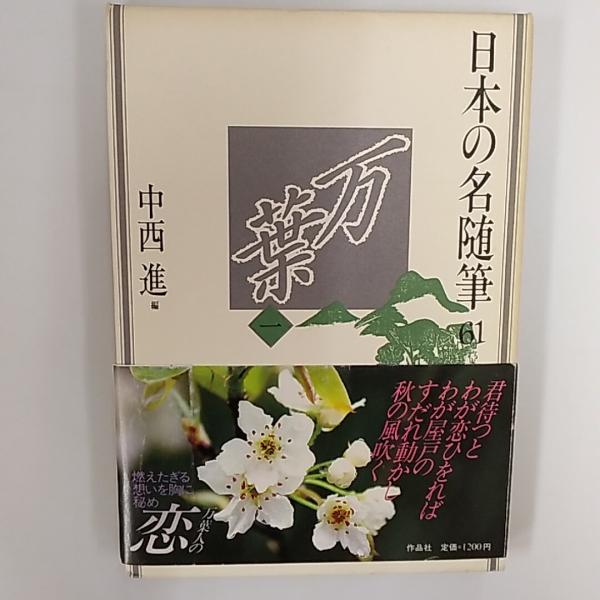 日本の名随筆
61
万葉
一
中西進
編
君待つと
わが恋ひをれば
わが屋戸の
すだれ動かし
秋の風吹く
燃えたぎる
想いを胸に
秘め
万葉人の
恋
作品社 定価=1200円